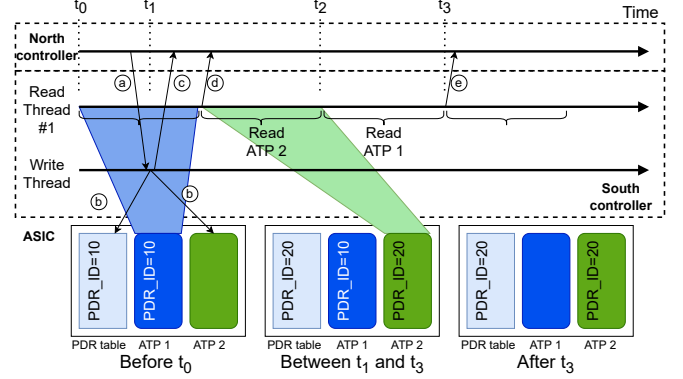 t0 t1 t2 t3 Time
North controller
a c d e
Read Thread #1
Read ATP 2
Read ATP 1
Write Thread
b b
South controller
ASIC
PDR_ID=10 PDR_ID=10
PDR_ID=20 PDR_ID=10 PDR_ID=20
PDR_ID=20 PDR_ID=20
PDR table ATP 1 ATP 2 PDR table ATP 1 ATP 2 PDR table ATP 1 ATP 2
Before t0 Between t1 and t3 After t3